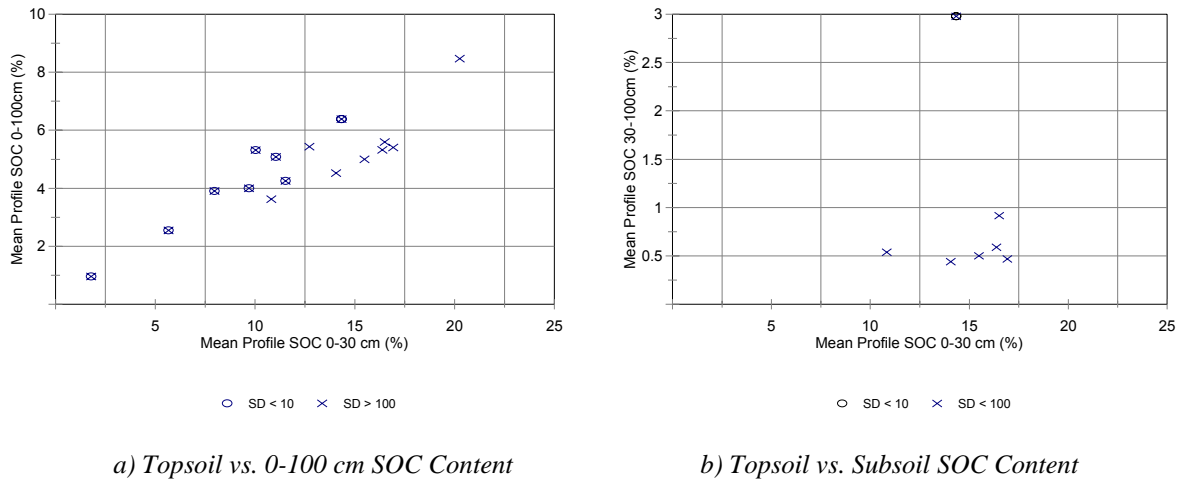 10
8
6
4
2
Mean Profile SOC 0-100cm (%)
5
10
15
20
25
Mean Profile SOC 0-30 cm (%)
SD < 10
SD > 100
a) Topsoil vs. 0-100 cm SOC Content
3
2.5
2
1.5
1
0.5
Mean Profile SOC 30-100cm (%)
5
10
15
20
25
Mean Profile SOC 0-30 cm (%)
SD < 10
SD < 100
b) Topsoil vs. Subsoil SOC Content